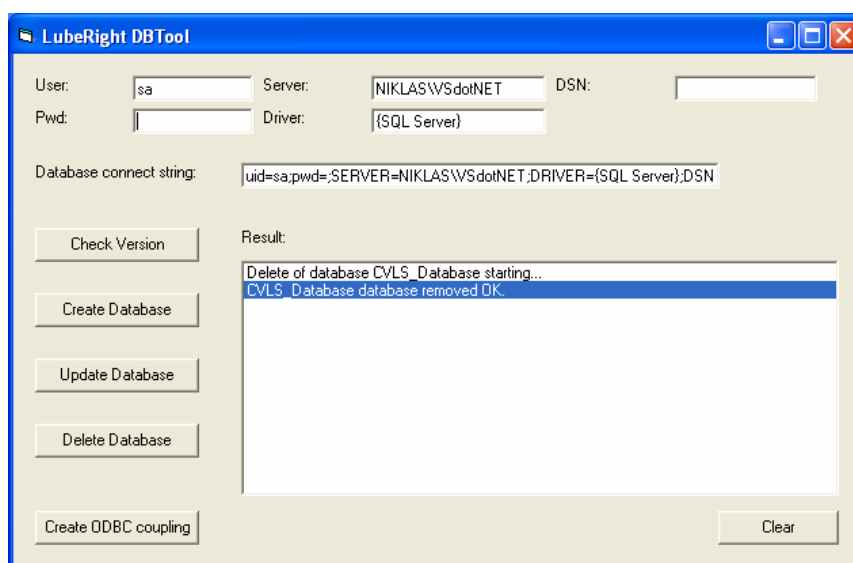 LubeRight DBTool
User: sa Server: NIKLAS\VSdotNET DSN:
Pwd: Driver: {SQL Server}
Database connect string: uid=sa;pwd=;SERVER=NIKLAS\VSdotNET;DRIVER={SQL Server};DSN
Check Version
Result:
Delete of database CVLS_Database starting...
CVLS_Database database removed OK.
Create Database
Update Database
Delete Database
Create ODBC coupling
Clear